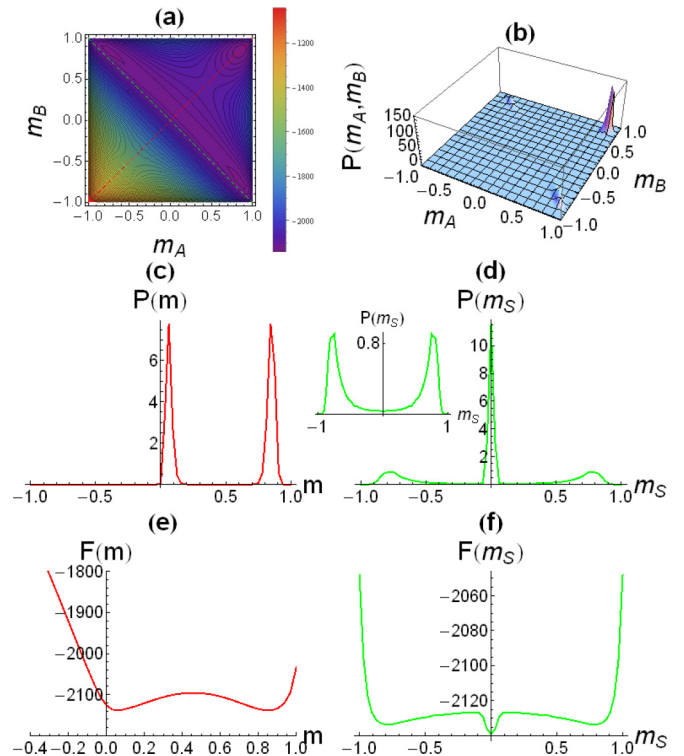 (a)
1.0
0.5
0.0
−0.5
−1.0
−1.0 −0.5 0.0 0.5 1.0
m_B
m_A
−1200
−1400
−1600
−1800
−2000
(b)
P(m_A,m_B)
150
100
50
0
−1.0
−0.5
0.0
0.5
1.0
m_A
1.0
0.5
0.0
−0.5
−1.0
m_B
(c)
P(m)
6
4
2
−1.0 −0.5 0.0 0.5 1.0 m
(d)
P(m_S)
10
8
6
4
2
−1.0 −0.5 0.0 0.5 1.0 m_S
P(m_S)
0.8
−1 1 m_S
(e)
F(m)
−1800
−1900
−2000
−2100
−0.4 −0.2 0.0 0.2 0.4 0.6 0.8 1.0 m
(f)
F(m_S)
−2060
−2080
−2100
−2120
−1.0 −0.5 0.0 0.5 1.0 m_S